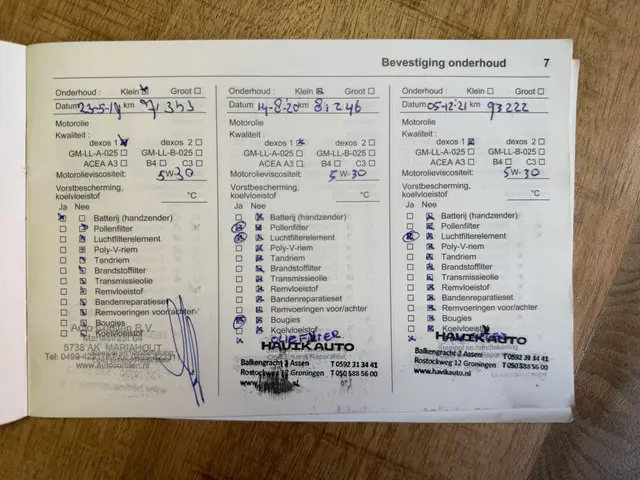 Bevestiging onderhoud 7
Onderhoud : Klein Groot
Datum 23-5-19 km 71353
Motorolie
Kwaliteit :
dexos 1 dexos 2
GM-LL-A-025 GM-LL-B-025
ACEA A3 B4 C3
Motorolieviscositeit: 5W-30
Vorstbescherming,
koelvloeistof °C
Ja Nee
Batterij (handzender)
Pollenfilter
Luchtfilterelement
Poly-V-riem
Tandriem
Brandstoffilter
Transmissieolie
Remvloeistof
Bandenreparatieset
Remvoeringen voor/achter
Bougies
Koelvloeistof
5738 AK MARIAHOUT
Onderhoud : Klein Groot
Datum 14-8-20 km 81246
Motorolie
Kwaliteit :
dexos 1 dexos 2
GM-LL-A-025 GM-LL-B-025
ACEA A3 B4 C3
Motorolieviscositeit: 5W-30
Vorstbescherming,
koelvloeistof °C
Ja Nee
Batterij (handzender)
Pollenfilter
Luchtfilterelement
Poly-V-riem
Tandriem
Brandstoffilter
Transmissieolie
Remvloeistof
Bandenreparatieset
Remvoeringen voor/achter
Bougies
Koelvloeistof
OLIEFILTER
HAVIKAUTO
Balkengracht 2 Assen T 0592 31 34 41
Rostockweg 12 Groningen T 050 588 56 00
Onderhoud : Klein Groot
Datum 05-12-21 km 93222
Motorolie
Kwaliteit :
dexos 1 dexos 2
GM-LL-A-025 GM-LL-B-025
ACEA A3 B4 C3
Motorolieviscositeit: 5W-30
Vorstbescherming,
koelvloeistof °C
Ja Nee
Batterij (handzender)
Pollenfilter
Luchtfilterelement
Poly-V-riem
Tandriem
Brandstoffilter
Transmissieolie
Remvloeistof
Bandenreparatieset
Remvoeringen voor/achter
Bougies
Koelvloeistof
HAVIKAUTO
Balkengracht 2 Assen T 0592 31 34 41
Rostockweg 12 Groningen T 050 588 56 00
www.havikauto.nl